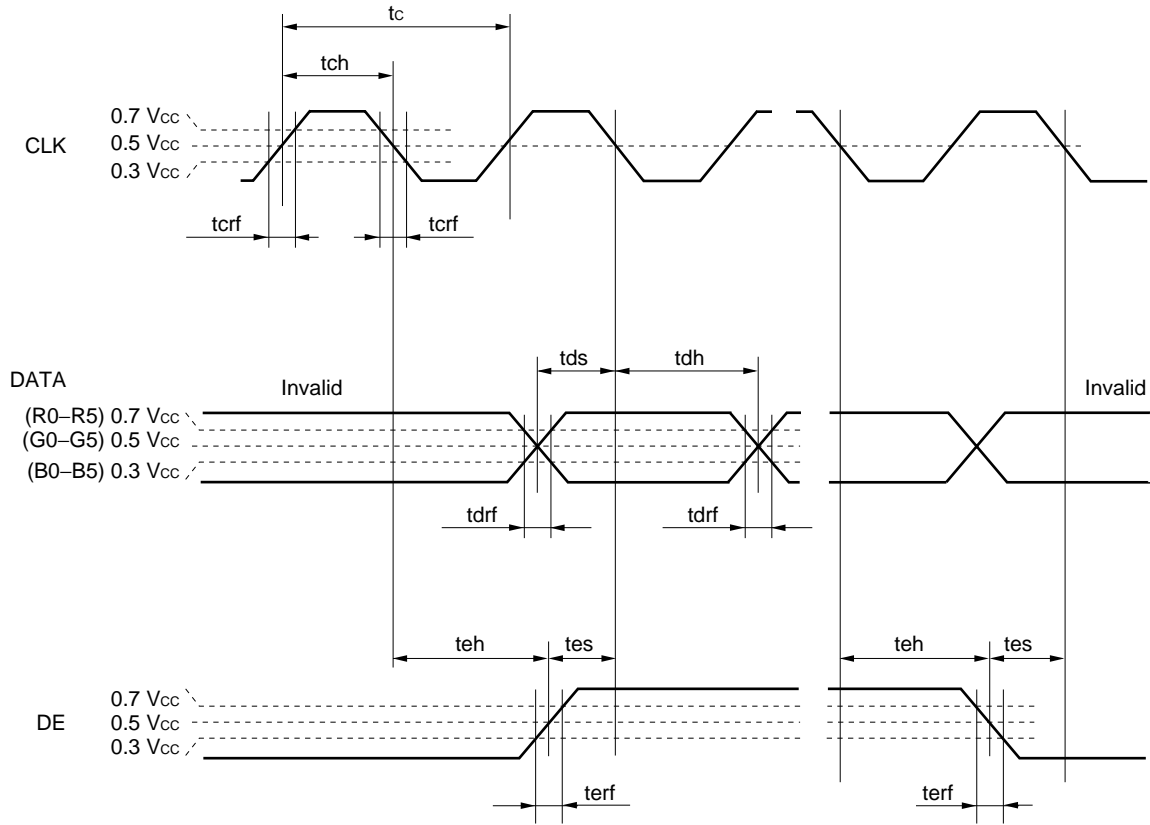 tc
tch
0.7 Vcc
CLK 0.5 Vcc
0.3 Vcc
tcrf tcrf
tds tdh
DATA
Invalid Invalid
(R0−R5) 0.7 Vcc
(G0−G5) 0.5 Vcc
(B0−B5) 0.3 Vcc
tdrf tdrf
teh tes teh tes
0.7 Vcc
DE 0.5 Vcc
0.3 Vcc
terf terf